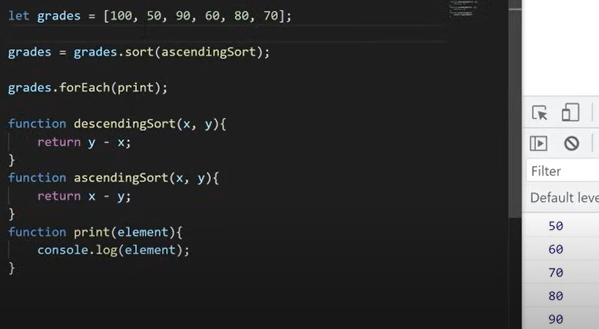 let grades = [100, 50, 90, 60, 80, 70];
grades = grades.sort(ascendingSort);
grades.forEach(print);
function descendingSort(x, y){
return y - x;
}
function ascendingSort(x, y){
return x - y;
}
function print(element){
console.log(element);
}
Filter
Default leve
50
60
70
80
90